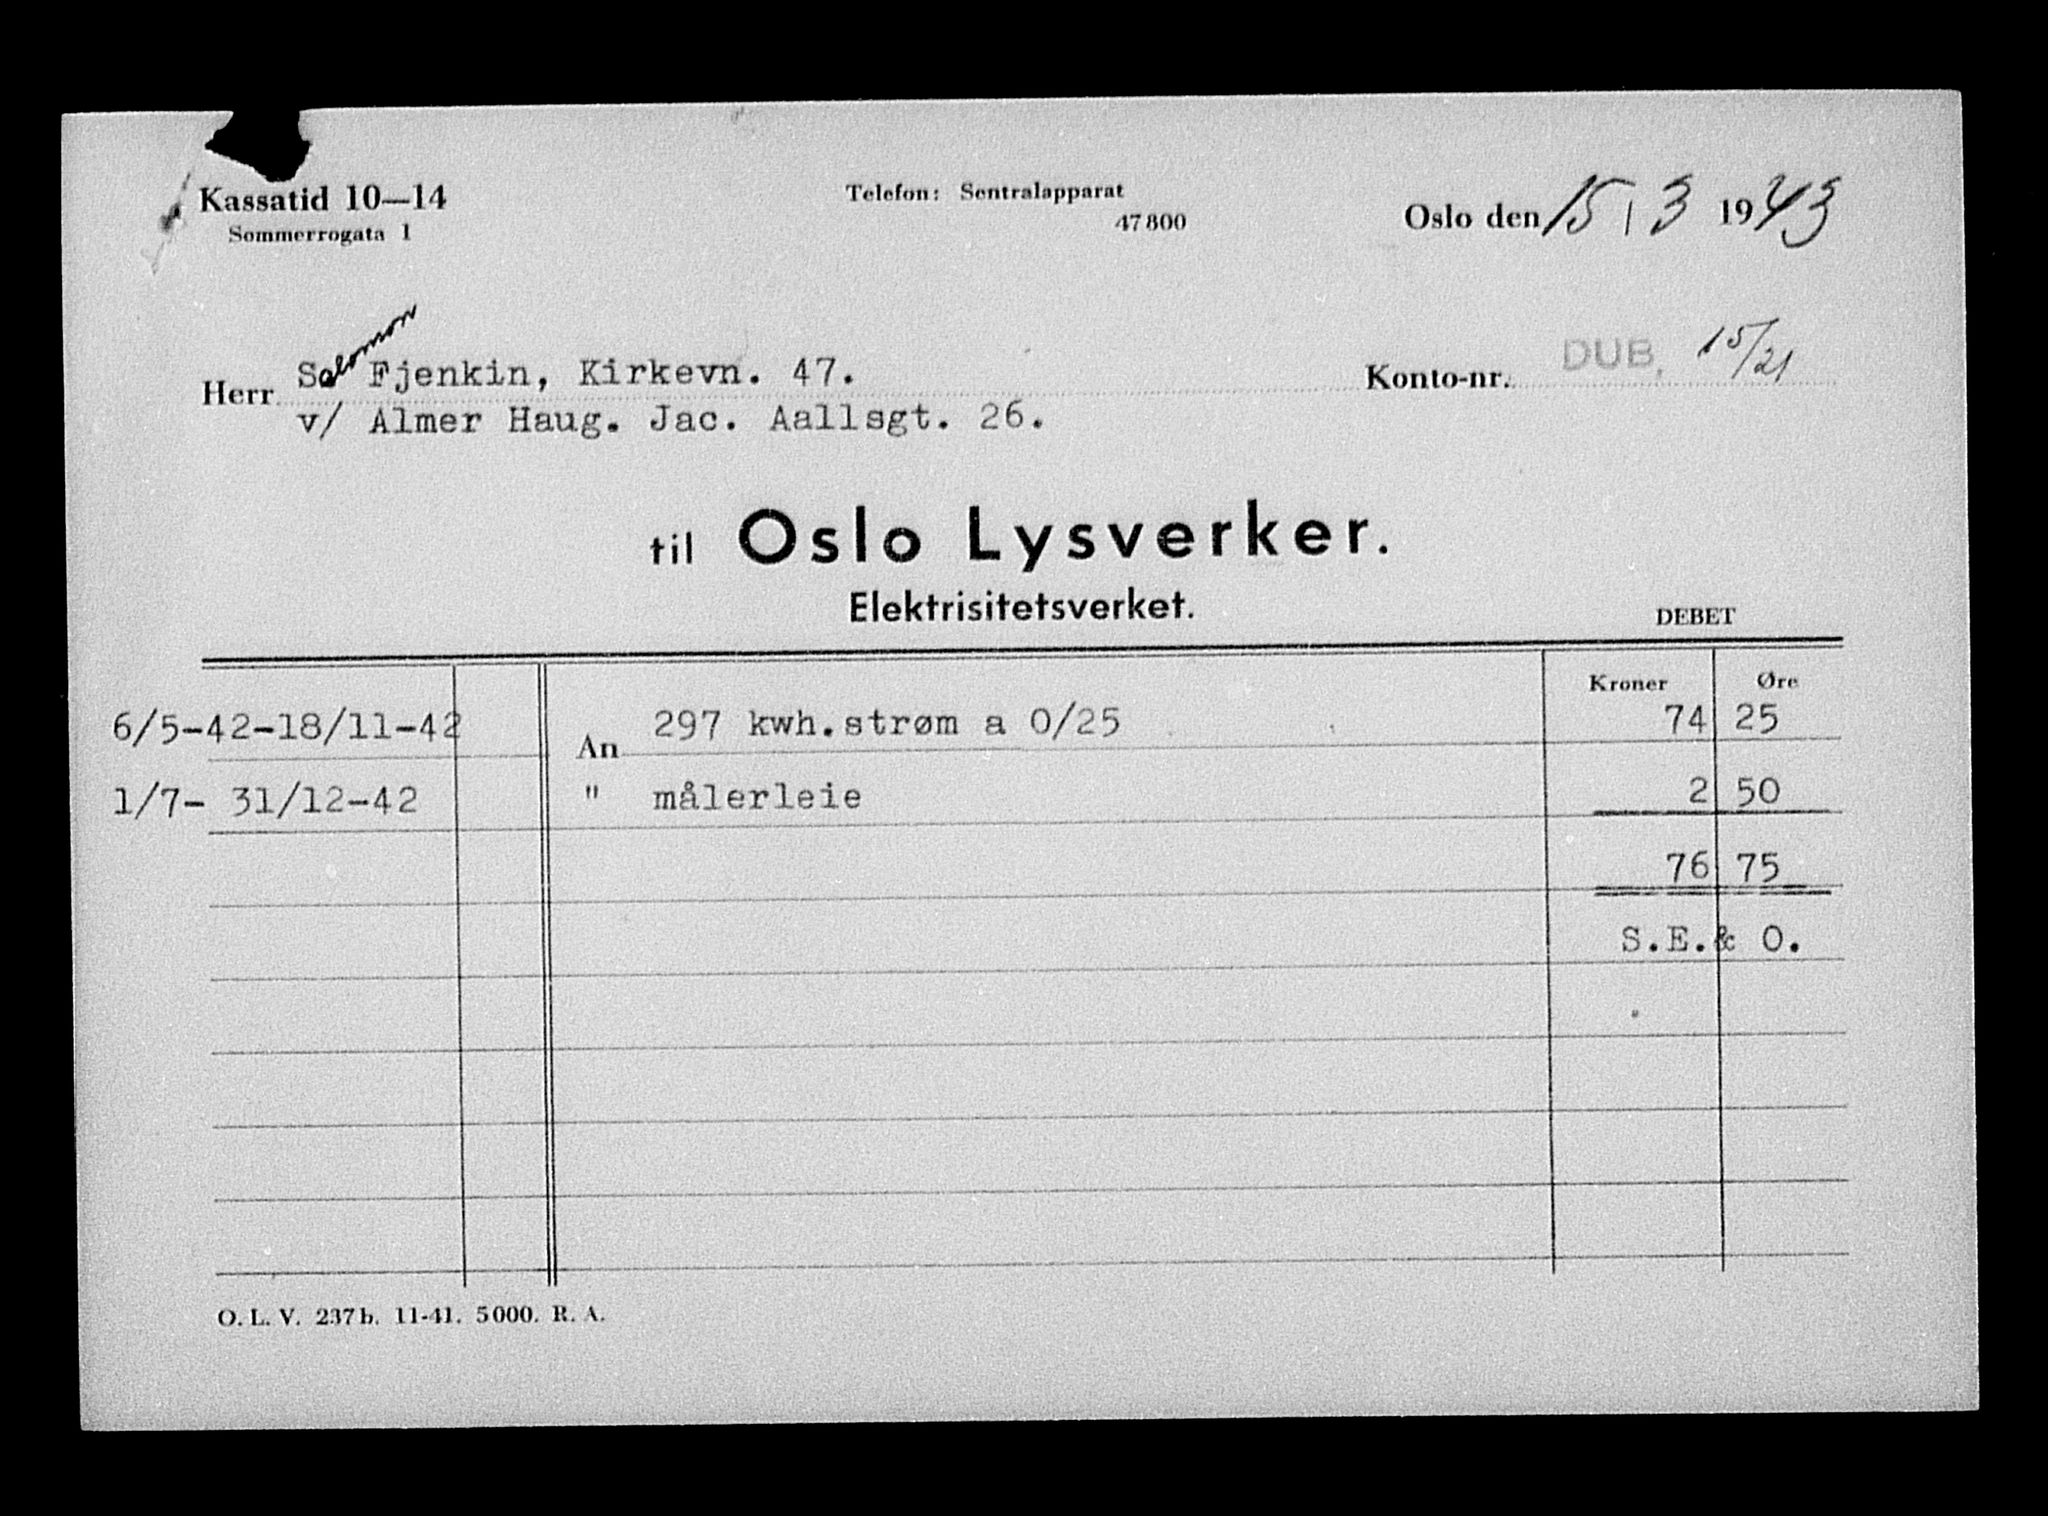 Kassatid 10—14
Sommerrogata 1
Telefon: Sentralapparat
47800
Oslo den 15/3 1943
Herr Salomon Fjenkin, Kirkevn. 47.
v/ Almer Haug. Jac. Aallsgt. 26.
Konto-nr. DUB, 15/21
til Oslo Lysverker.
Elektrisitetsverket.
DEBET
Kroner Øre
6/5-42-18/11-42 An 297 kwh.strøm a 0/25 74 25
1/7- 31/12-42 " målerleie 2 50
76 75
S.E.& O.
O. L. V. 237b. 11-41. 5000. R. A.